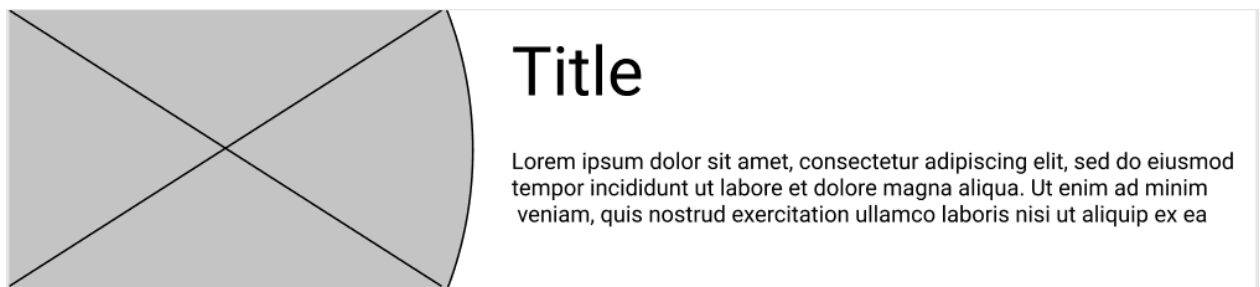 Title
Lorem ipsum dolor sit amet, consectetur adipiscing elit, sed do eiusmod
tempor incididunt ut labore et dolore magna aliqua. Ut enim ad minim
veniam, quis nostrud exercitation ullamco laboris nisi ut aliquip ex ea